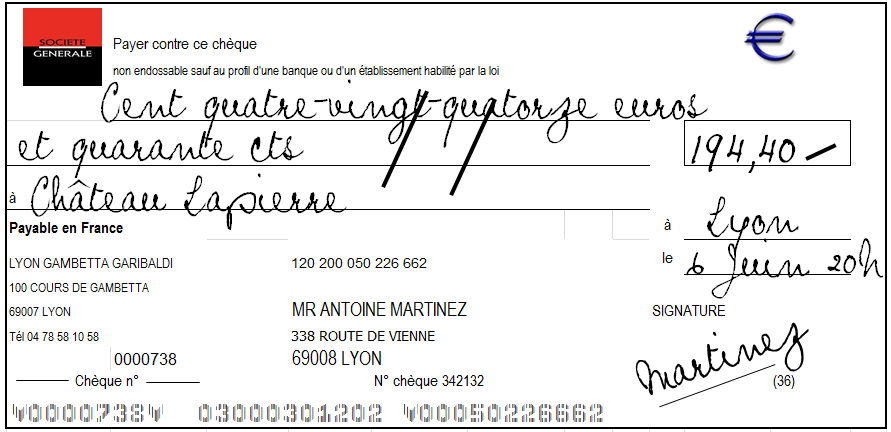 SOCIETE
GENERALE
Payer contre ce chèque
non endossable sauf au profil d'une banque ou d'un établissement habilité par la loi
€
Cent quatre-vingt-quatorze euros
et quarante cts
194,40
à Château Lapierre
Payable en France
à Lyon
le 6 Juin 20h
LYON GAMBETTA GARIBALDI
120 200 050 226 662
100 COURS DE GAMBETTA
69007 LYON
MR ANTOINE MARTINEZ
SIGNATURE
Tél 04 78 58 10 58
338 ROUTE DE VIENNE
0000738
69008 LYON
Martinez
Chèque n°
N° chèque 342132
(36)
V0000738V 03000301202 V00050226662